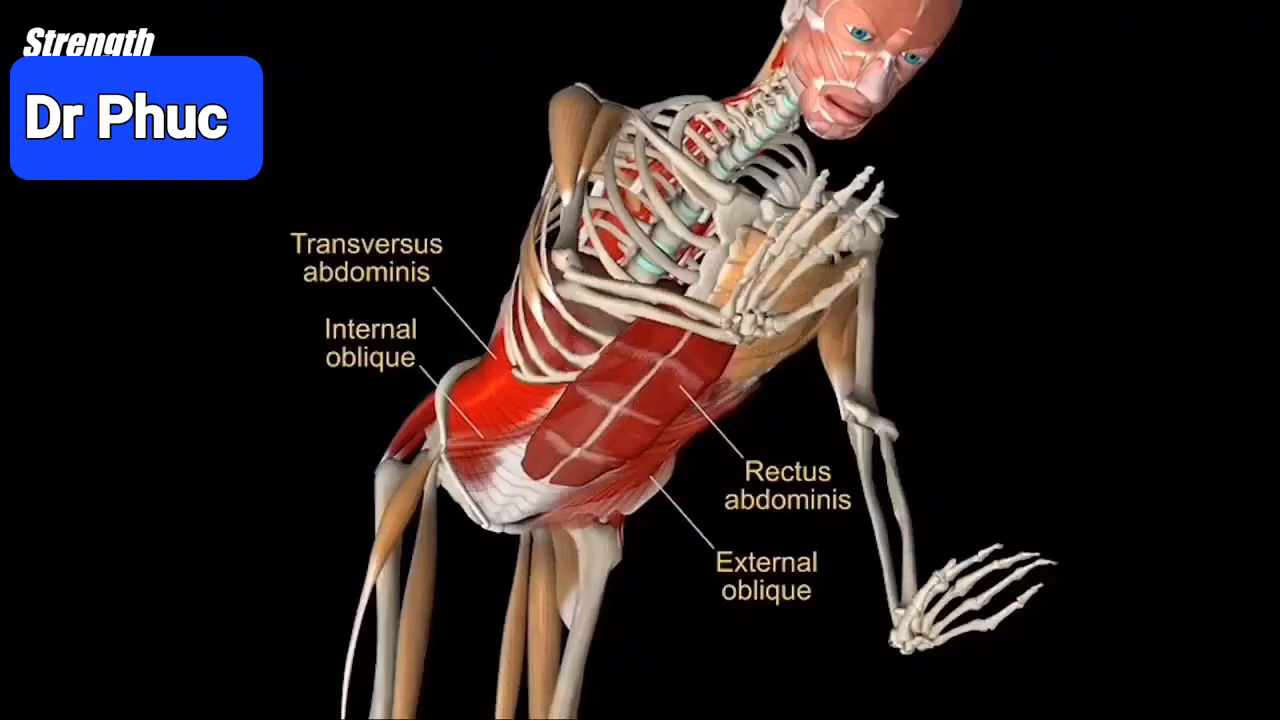 Strength
Dr Phuc
Transversus
abdominis
Internal
oblique
Rectus
abdominis
External
oblique